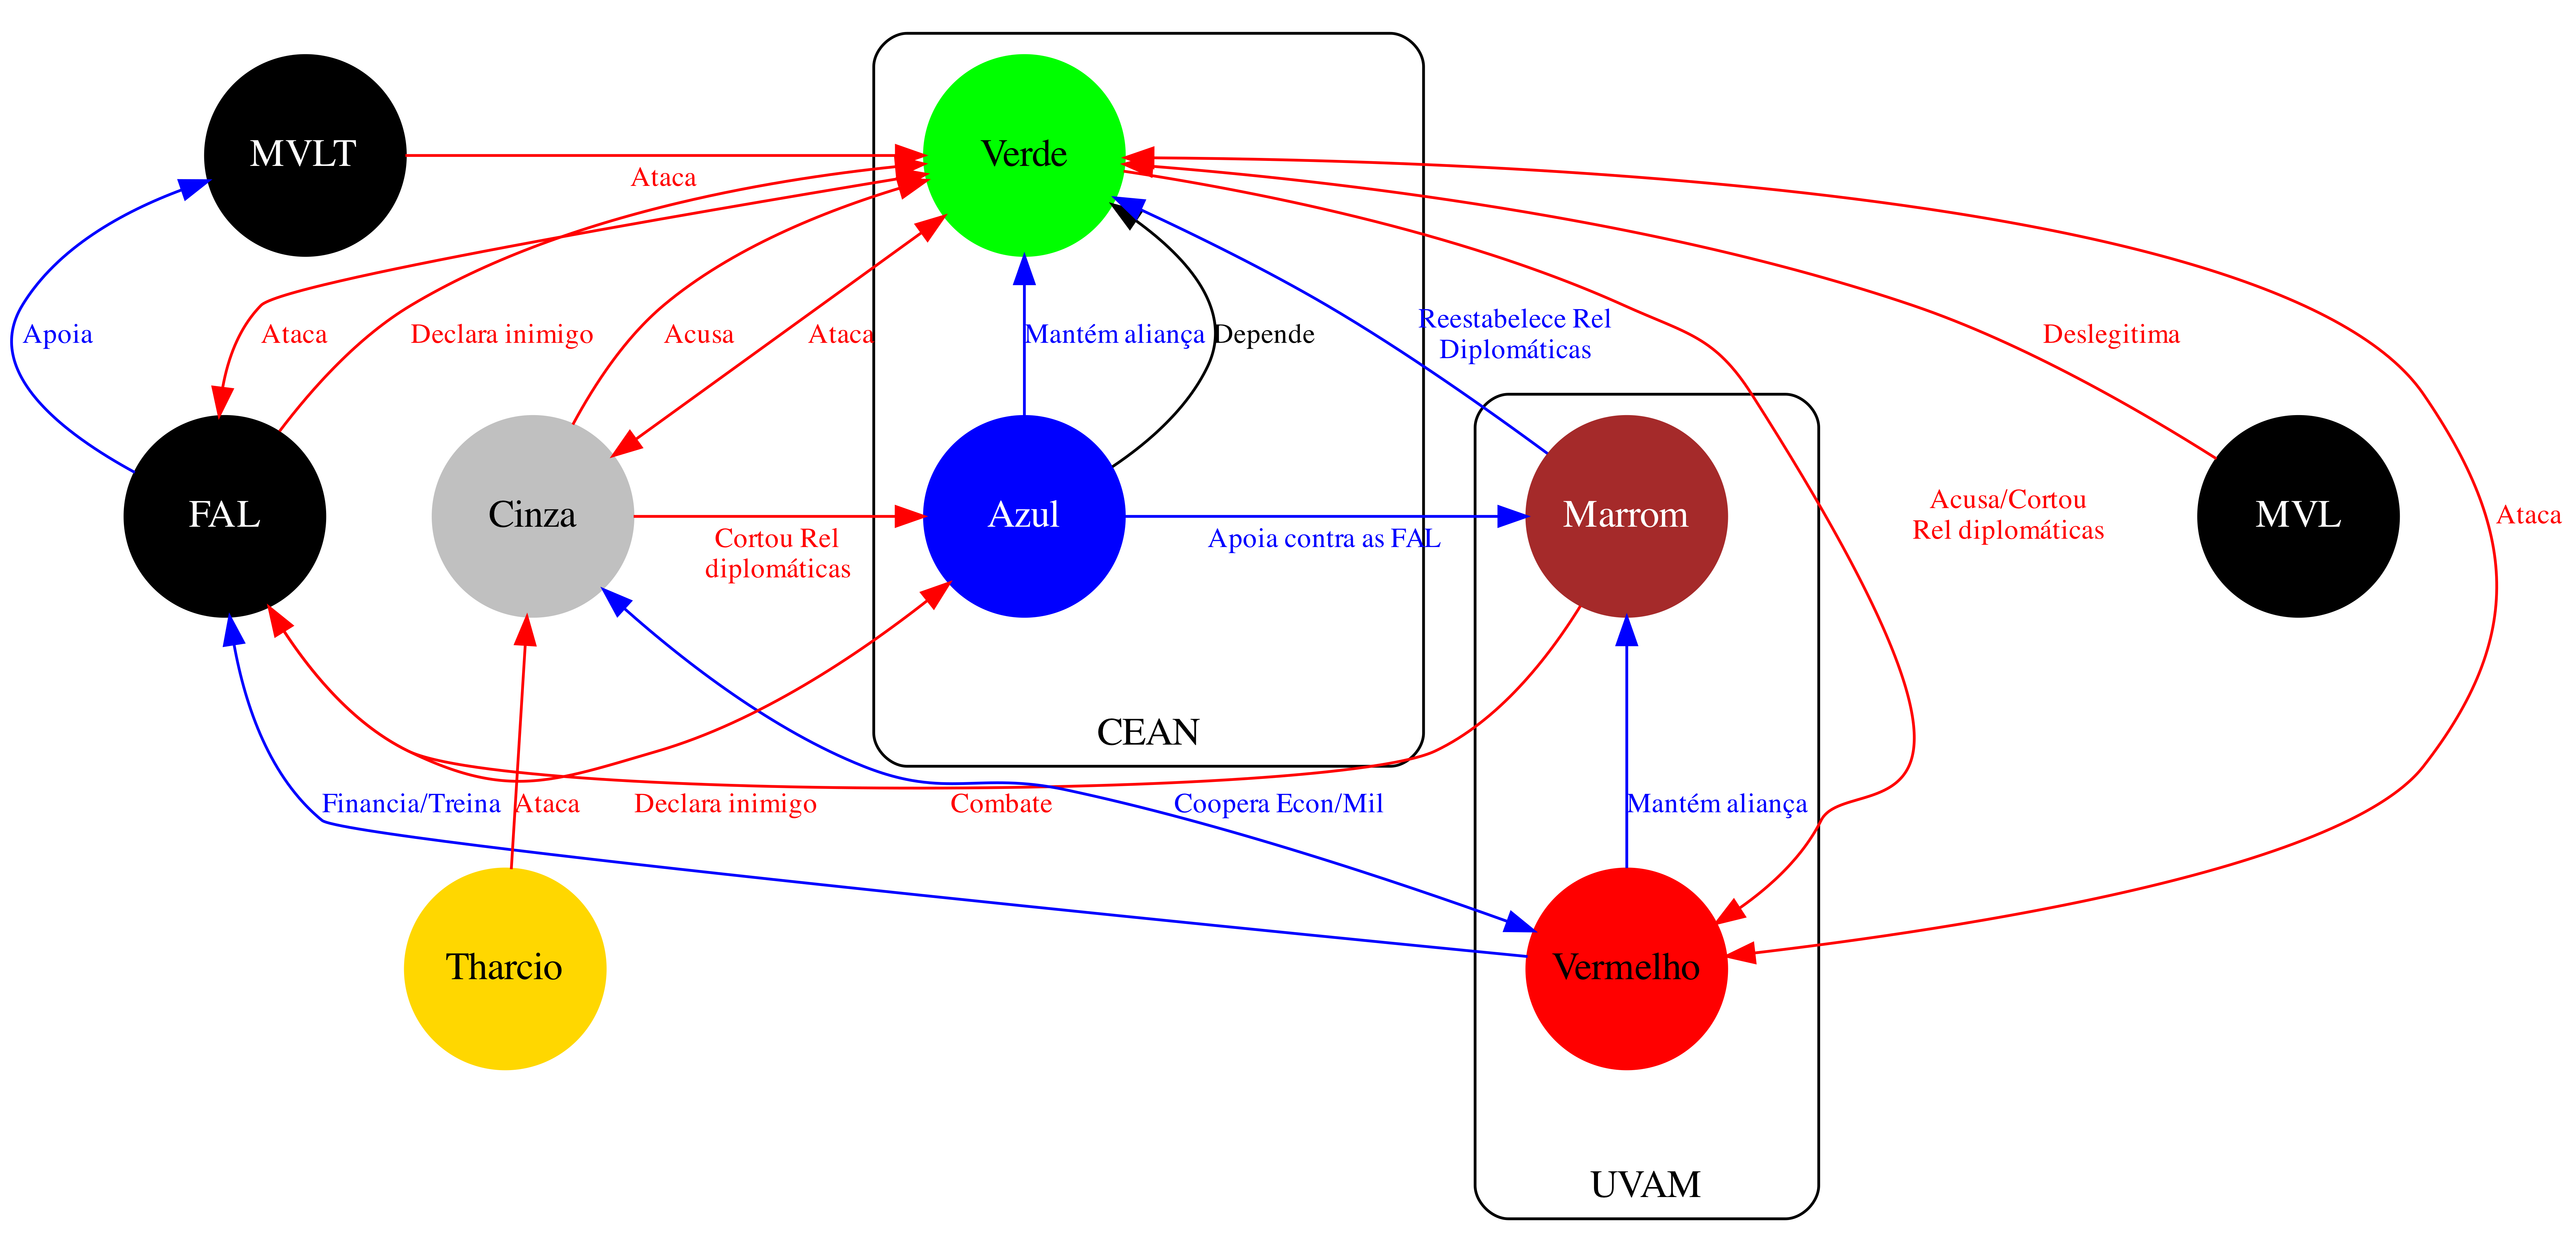 MVLT
Verde
Ataca
Apoia
Ataca
Declara inimigo
Acusa
Ataca
Mantém aliança
Depende
Reestabelece Rel
Diplomáticas
Deslegitima
FAL
Cinza
Azul
Marrom
MVL
Cortou Rel
diplomáticas
Apoia contra as FAL
Acusa/Cortou
Rel diplomáticas
Ataca
CEAN
Financia/Treina
Ataca
Declara inimigo
Combate
Coopera Econ/Mil
Mantém aliança
Tharcio
Vermelho
UVAM